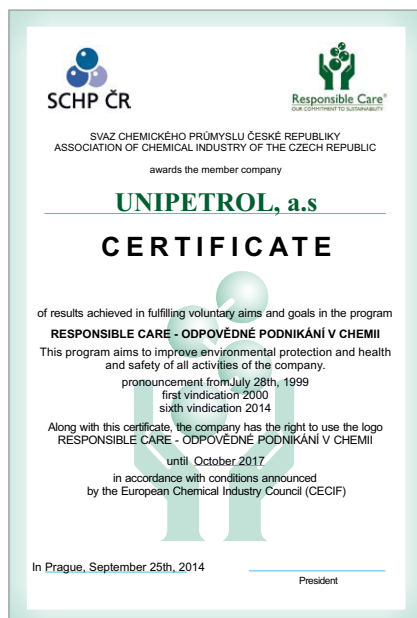 SCHP ČR
Responsible Care®
OUR COMMITMENT TO SUSTAINABILITY
SVAZ CHEMICKÉHO PRŮMYSLU ČESKÉ REPUBLIKY
ASSOCIATION OF CHEMICAL INDUSTRY OF THE CZECH REPUBLIC
awards the member company
UNIPETROL, a.s
CERTIFICATE
of results achieved in fulfilling voluntary aims and goals in the program
RESPONSIBLE CARE - ODPOVĚDNÉ PODNIKÁNÍ V CHEMII
This program aims to improve environmental protection and health
and safety of all activities of the company.
pronouncement fromJuly 28th, 1999
first vindication 2000
sixth vindication 2014
Along with this certificate, the company has the right to use the logo
RESPONSIBLE CARE - ODPOVĚDNÉ PODNIKÁNÍ V CHEMII
until October 2017
in accordance with conditions announced
by the European Chemical Industry Council (CECIF)
In Prague, September 25th, 2014
President